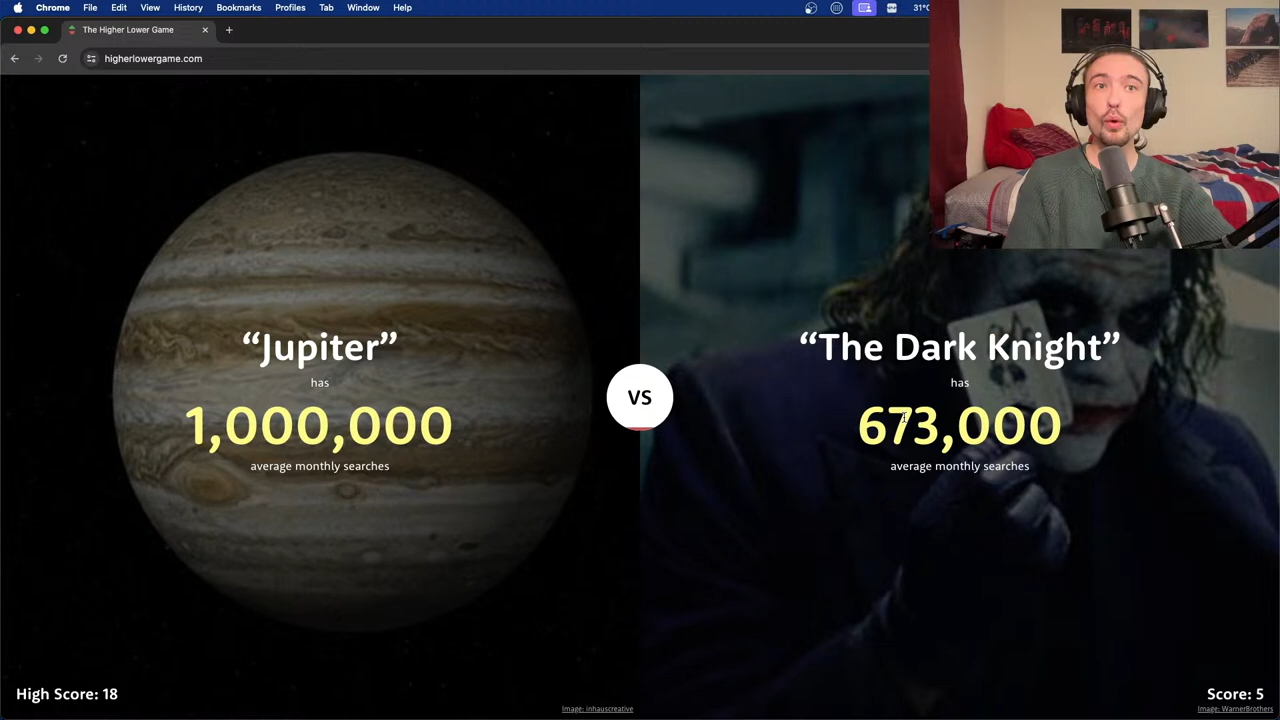 Chrome File Edit View History Bookmarks Profiles Tab Window Help
31°
The Higher Lower Game
higherlowergame.com
“Jupiter”
has
1,000,000
average monthly searches
VS
“The Dark Knight”
has
673,000
average monthly searches
High Score: 18
Image: inhauscreative
Score: 5
Image: WarnerBrothers